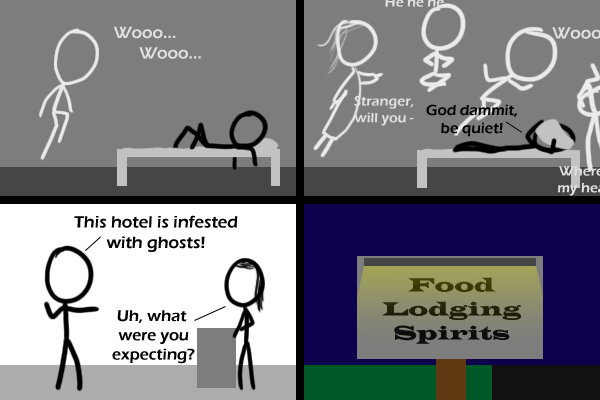 Wooo...
Wooo...
He he he
Wooo
Stranger,
will you -
God dammit,
be quiet!
Where
my hea
This hotel is infested
with ghosts!
Uh, what
were you
expecting?
Food
Lodging
Spirits